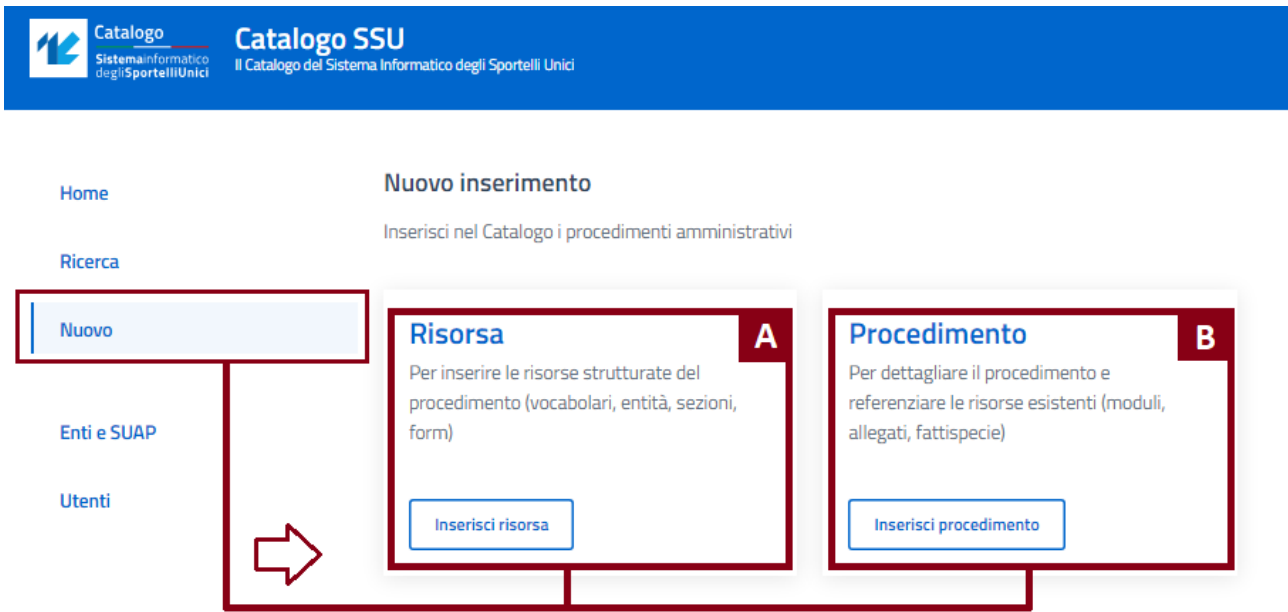 Catalogo
Sistemainformatico
degliSportelliUnici
Catalogo SSU
Il Catalogo del Sistema Informatico degli Sportelli Unici
Home
Ricerca
Nuovo
Enti e SUAP
Utenti
Nuovo inserimento
Inserisci nel Catalogo i procedimenti amministrativi
Risorsa
A
Per inserire le risorse strutturate del
procedimento (vocabolari, entità, sezioni,
form)
Inserisci risorsa
Procedimento
B
Per dettagliare il procedimento e
referenziare le risorse esistenti (moduli,
allegati, fattispecie)
Inserisci procedimento